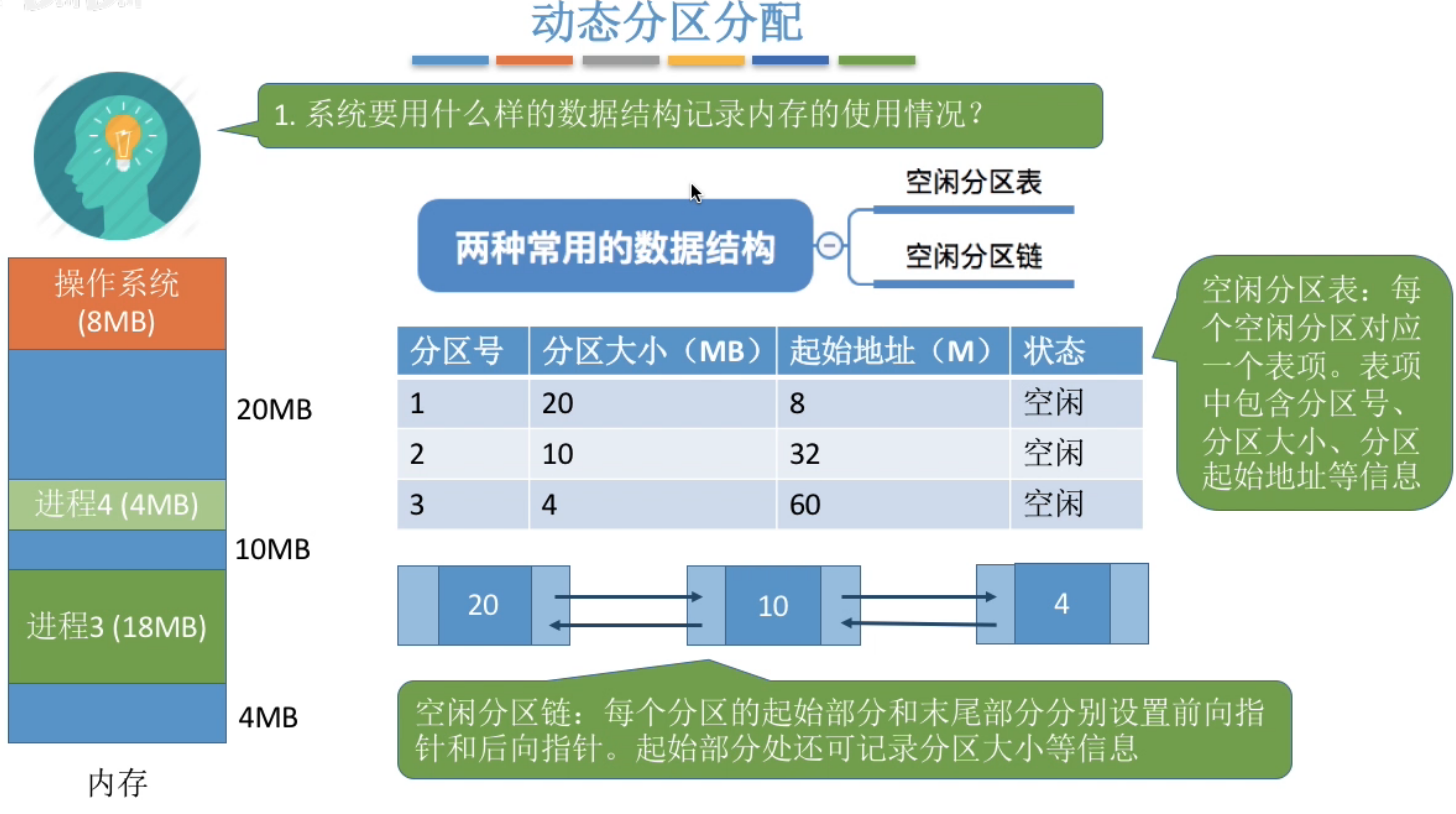 动态分区分配
1. 系统要用什么样的数据结构记录内存的使用情况？
两种常用的数据结构
空闲分区表
空闲分区链
操作系统
(8MB)
20MB
进程4 (4MB)
10MB
进程3 (18MB)
4MB
内存
分区号 分区大小（MB） 起始地址（M） 状态
1 20 8 空闲
2 10 32 空闲
3 4 60 空闲
空闲分区表：每
个空闲分区对应
一个表项。表项
中包含分区号、
分区大小、分区
起始地址等信息
20
10
4
空闲分区链：每个分区的起始部分和末尾部分分别设置前向指
针和后向指针。起始部分处还可记录分区大小等信息